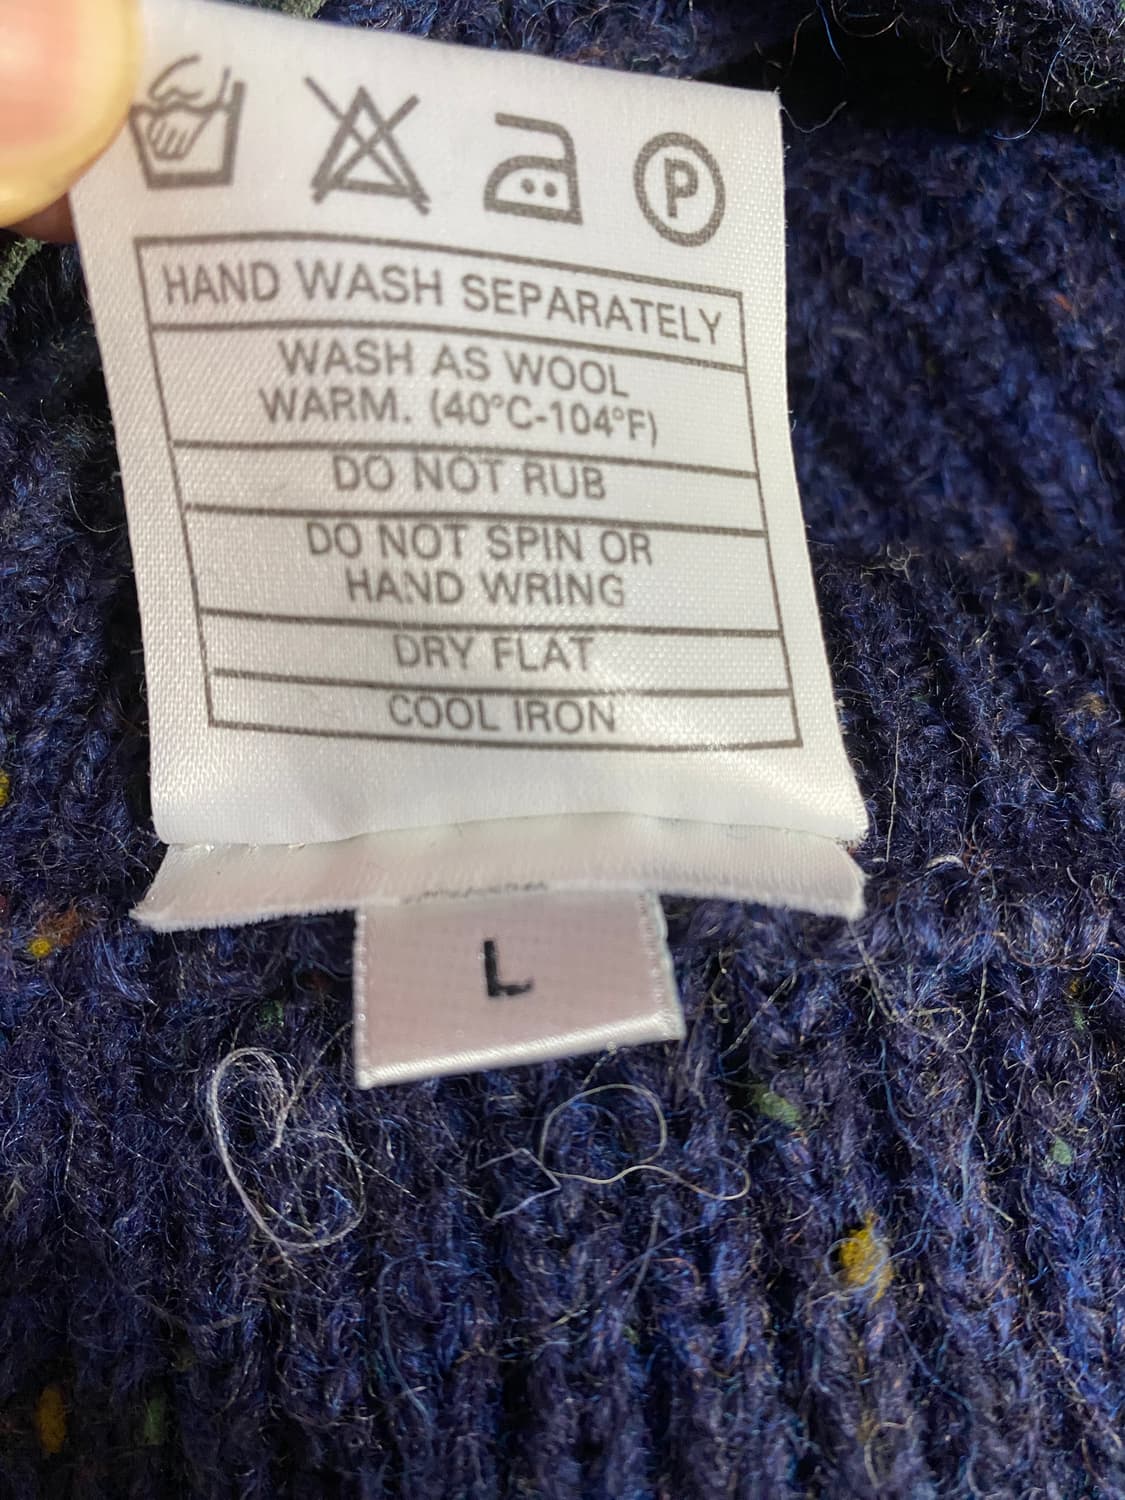 P
HAND WASH SEPARATELY
WASH AS WOOL
WARM. (40°C-104°F)
DO NOT RUB
DO NOT SPIN OR
HAND WRING
DRY FLAT
COOL IRON
L